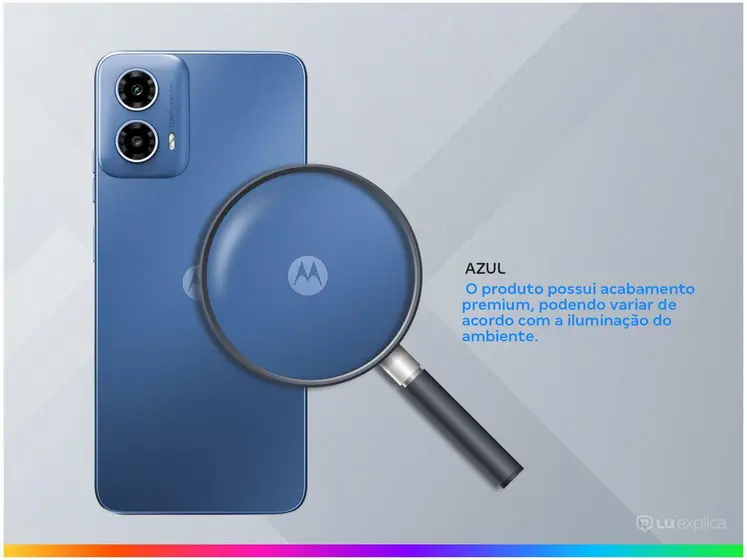 AZUL
O produto possui acabamento
premium, podendo variar de
acordo com a iluminação do
ambiente.
Lu explica